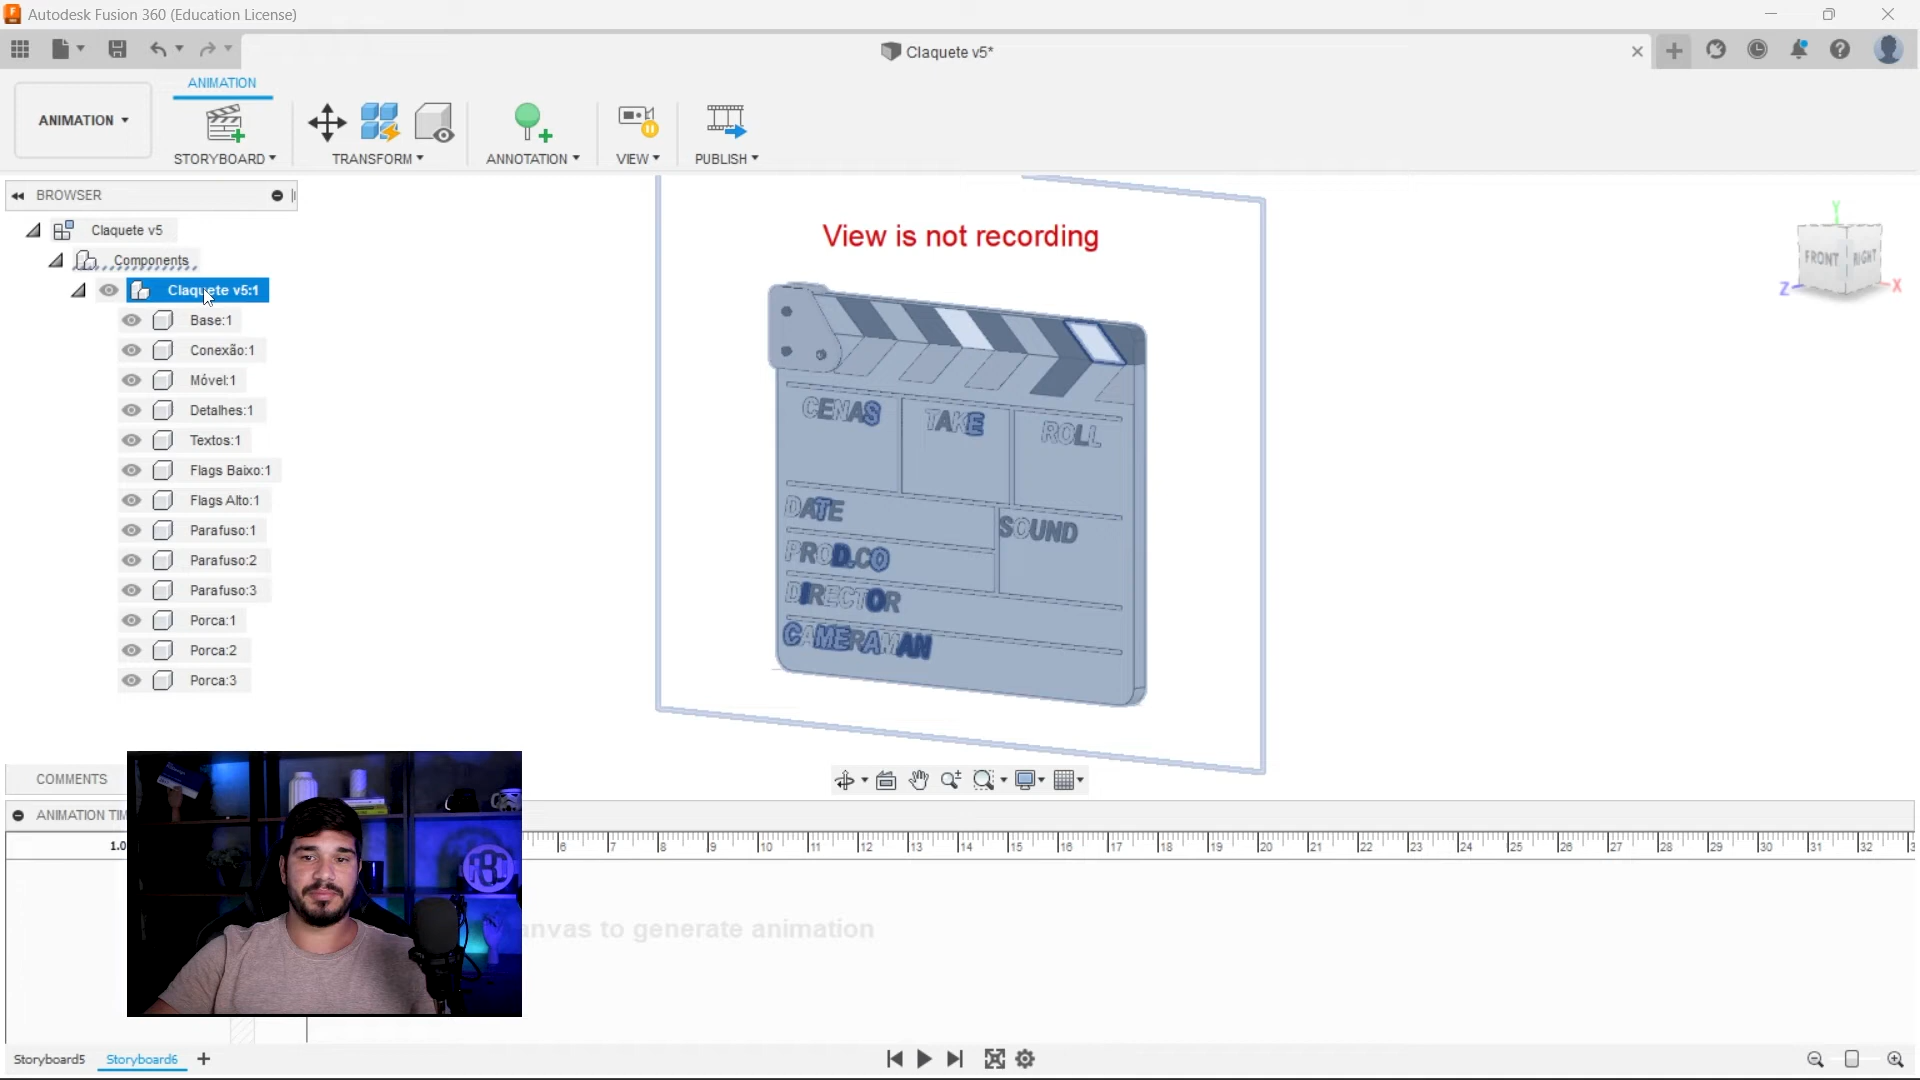 Autodesk Fusion 360 (Education License)
Claquete v5*
ANIMATION
ANIMATION
STORYBOARD
TRANSFORM
ANNOTATION
VIEW
PUBLISH
BROWSER
Claquete v5
Components
Claquete v5:1
Base:1
Conexão:1
Móvel:1
Detalhes:1
Textos:1
Flags Baixo:1
Flags Alto:1
Parafuso:1
Parafuso:2
Parafuso:3
Porca:1
Porca:2
Porca:3
View is not recording
CENAS TAKE ROLL
DATE
SOUND
PROD.CO
DIRECTOR
CAMERAMAN
Y
FRONT RIGHT
Z X
COMMENTS
ANIMATION TIM
1.0
6 7 8 9 10 11 12 13 14 15 16 17 18 19 20 21 22 23 24 25 26 27 28 29 30 31 32
anvas to generate animation
Storyboard5 Storyboard6 +